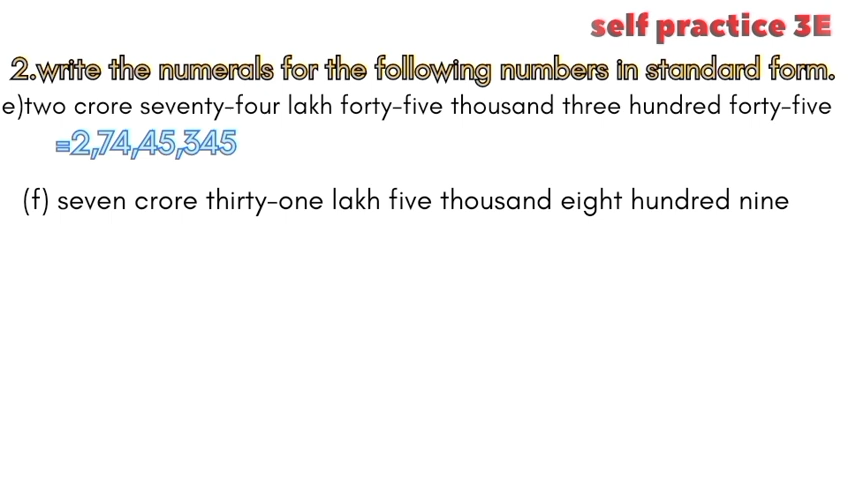 self practice 3E
2.write the numerals for the following numbers in standard form.
e)two crore seventy-four lakh forty-five thousand three hundred forty-five
=2,74,45,345
(f) seven crore thirty-one lakh five thousand eight hundred nine